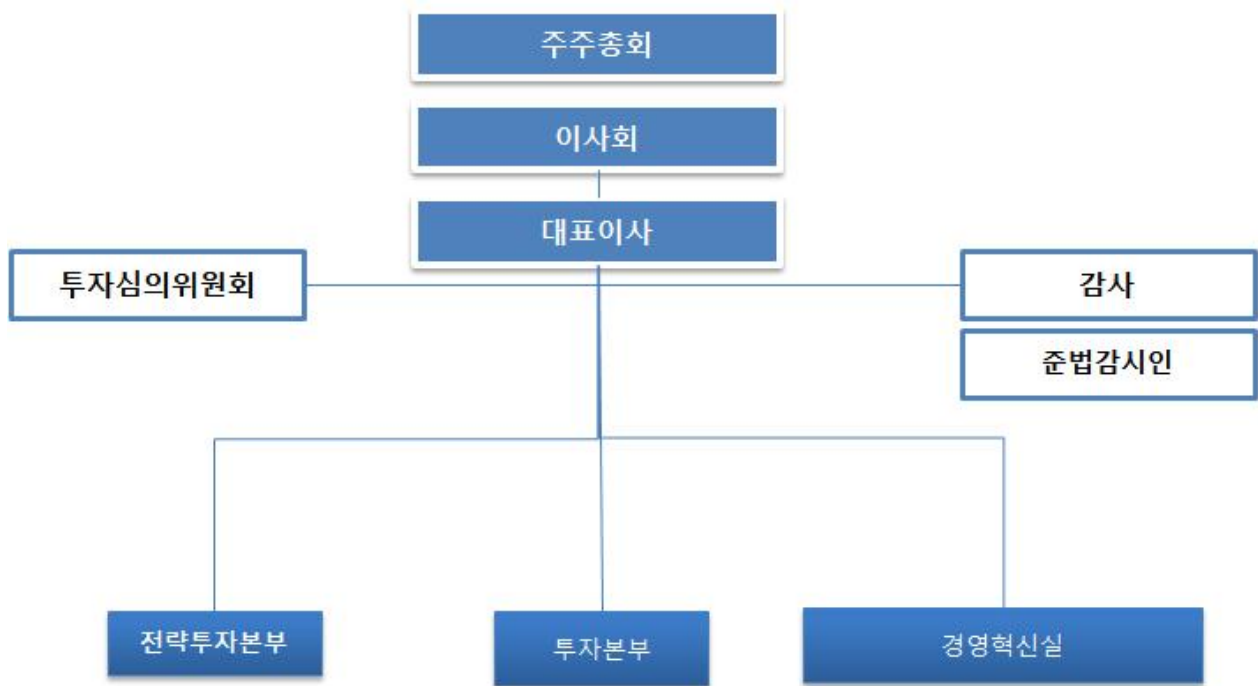 주주총회
이사회
대표이사
투자심의위원회
감사
준법감시인
전략투자본부
투자본부
경영혁신실